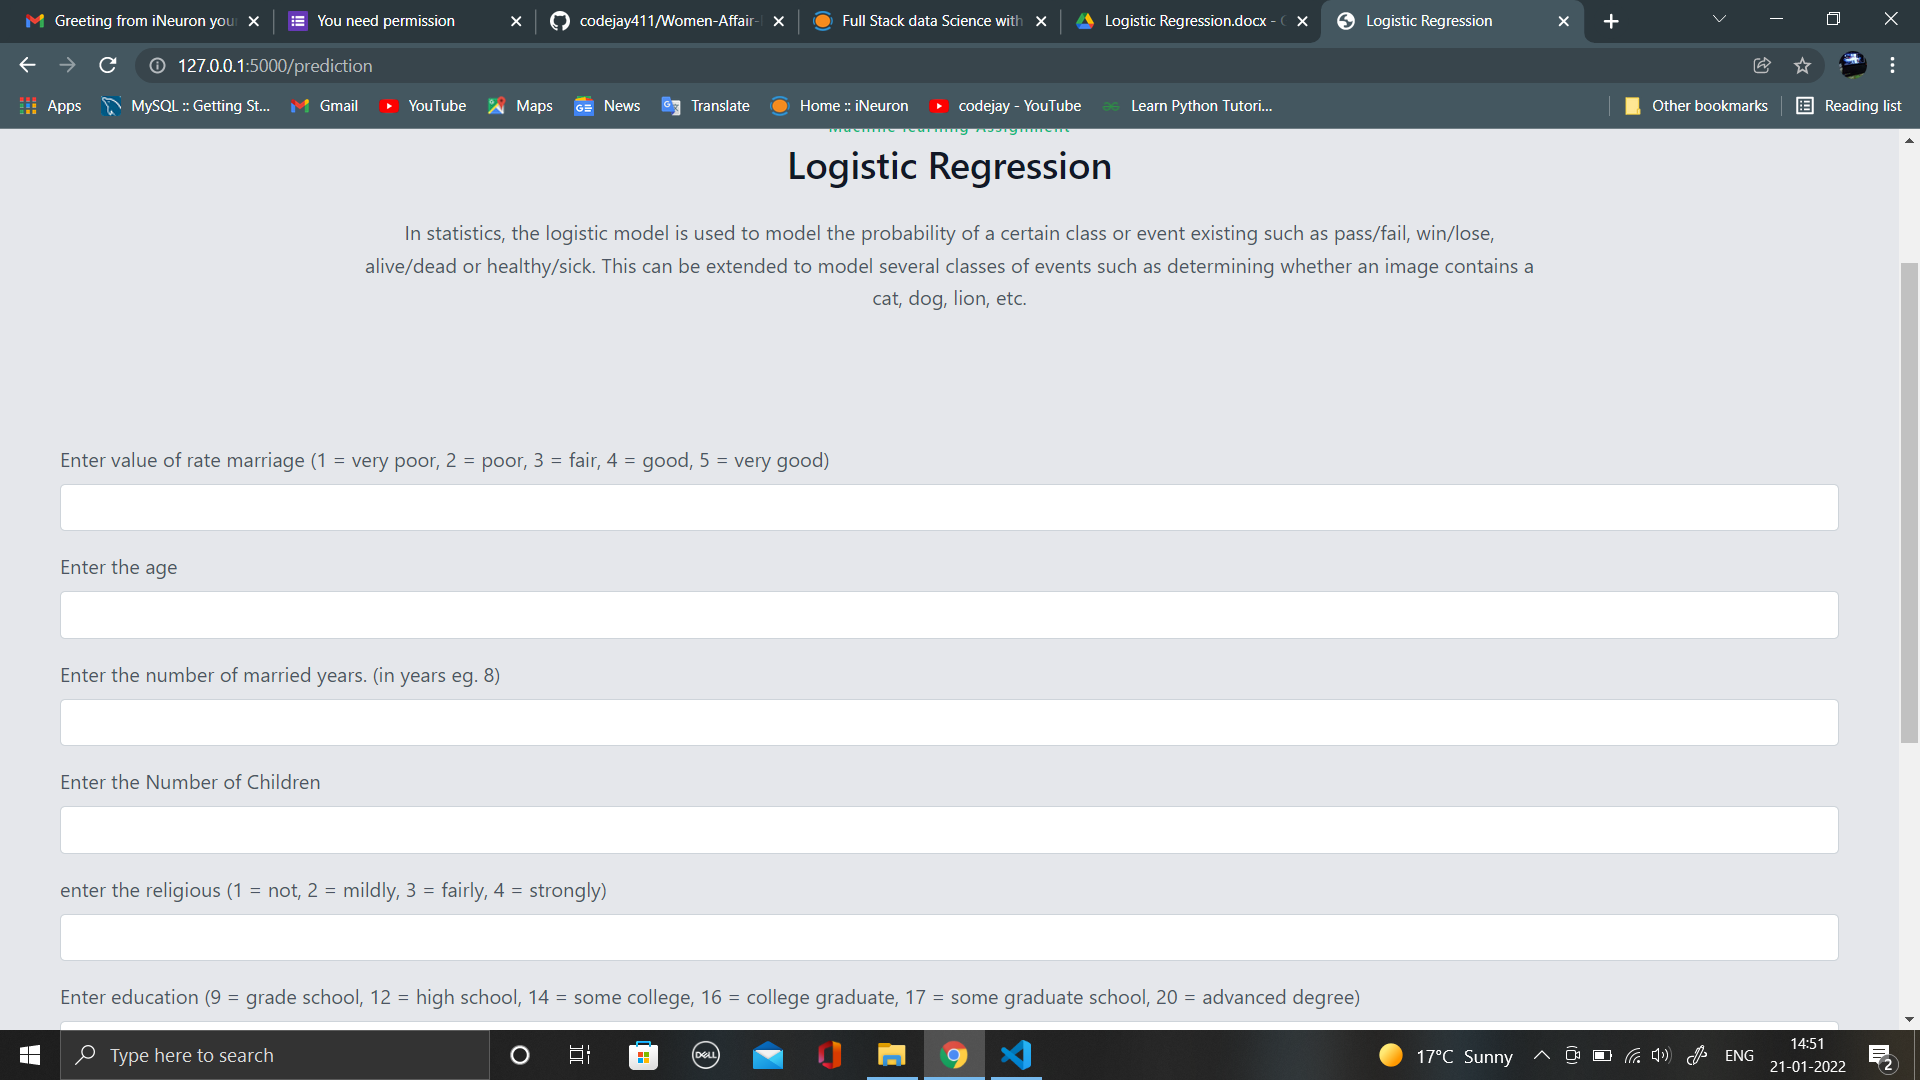 Greeting from iNeuron your
You need permission
codejay411/Women-Affair-
Full Stack data Science with
Logistic Regression.docx -
Logistic Regression
127.0.0.1:5000/prediction
Apps
MySQL :: Getting St...
Gmail
YouTube
Maps
News
Translate
Home :: iNeuron
codejay - YouTube
Learn Python Tutori...
Other bookmarks
Reading list
Machine learning Assignment
Logistic Regression
In statistics, the logistic model is used to model the probability of a certain class or event existing such as pass/fail, win/lose,
alive/dead or healthy/sick. This can be extended to model several classes of events such as determining whether an image contains a
cat, dog, lion, etc.
Enter value of rate marriage (1 = very poor, 2 = poor, 3 = fair, 4 = good, 5 = very good)
Enter the age
Enter the number of married years. (in years eg. 8)
Enter the Number of Children
enter the religious (1 = not, 2 = mildly, 3 = fairly, 4 = strongly)
Enter education (9 = grade school, 12 = high school, 14 = some college, 16 = college graduate, 17 = some graduate school, 20 = advanced degree)
Type here to search
DELL
17°C Sunny
ENG
14:51
21-01-2022
2